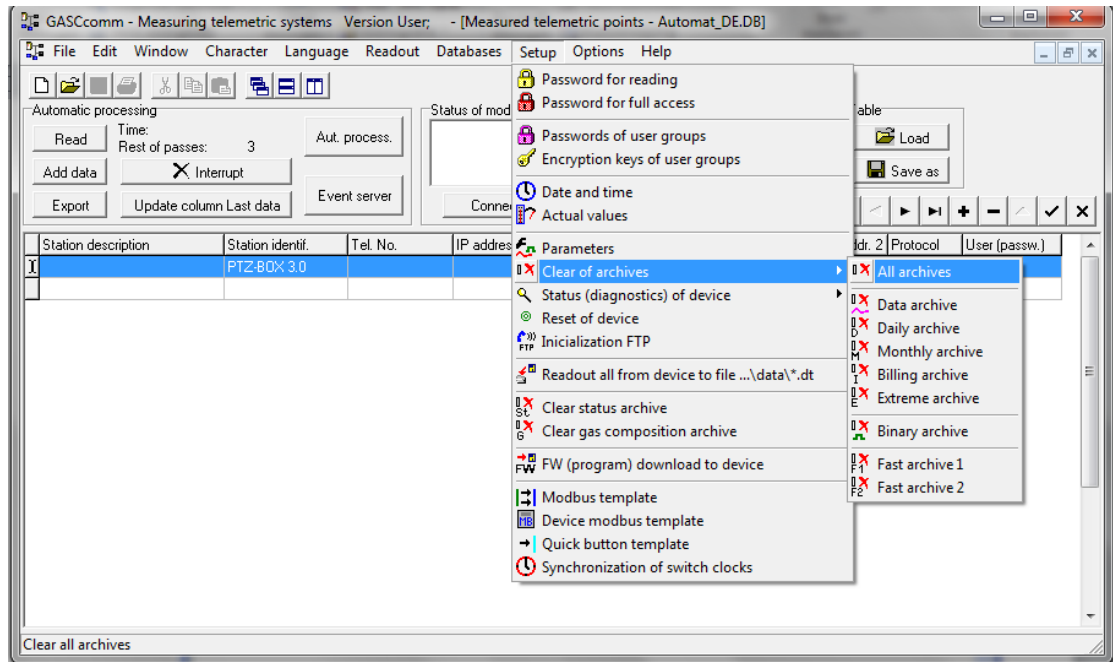 GASCcomm - Measuring telemetric systems Version User; - [Measured telemetric points - Automat_DE.DB]
File Edit Window Character Language Readout Databases Setup Options Help
Automatic processing
Read
Time:
Rest of passes: 3
Aut. process.
Add data
Interrupt
Export
Update column Last data
Event server
Status of mod
Conne
able
Load
Save as
Station description Station identif. Tel. No. IP addres ddr. 2 Protocol User (passw.)
PTZ-BOX 3.0
Password for reading
Password for full access
Passwords of user groups
Encryption keys of user groups
Date and time
Actual values
Parameters
Clear of archives
Status (diagnostics) of device
Reset of device
FTP Inicialization FTP
Readout all from device to file ...\data\*.dt
St Clear status archive
G Clear gas composition archive
FW FW (program) download to device
Modbus template
MB Device modbus template
Quick button template
Synchronization of switch clocks
All archives
Data archive
D Daily archive
M Monthly archive
I Billing archive
E Extreme archive
Binary archive
F1 Fast archive 1
F2 Fast archive 2
Clear all archives